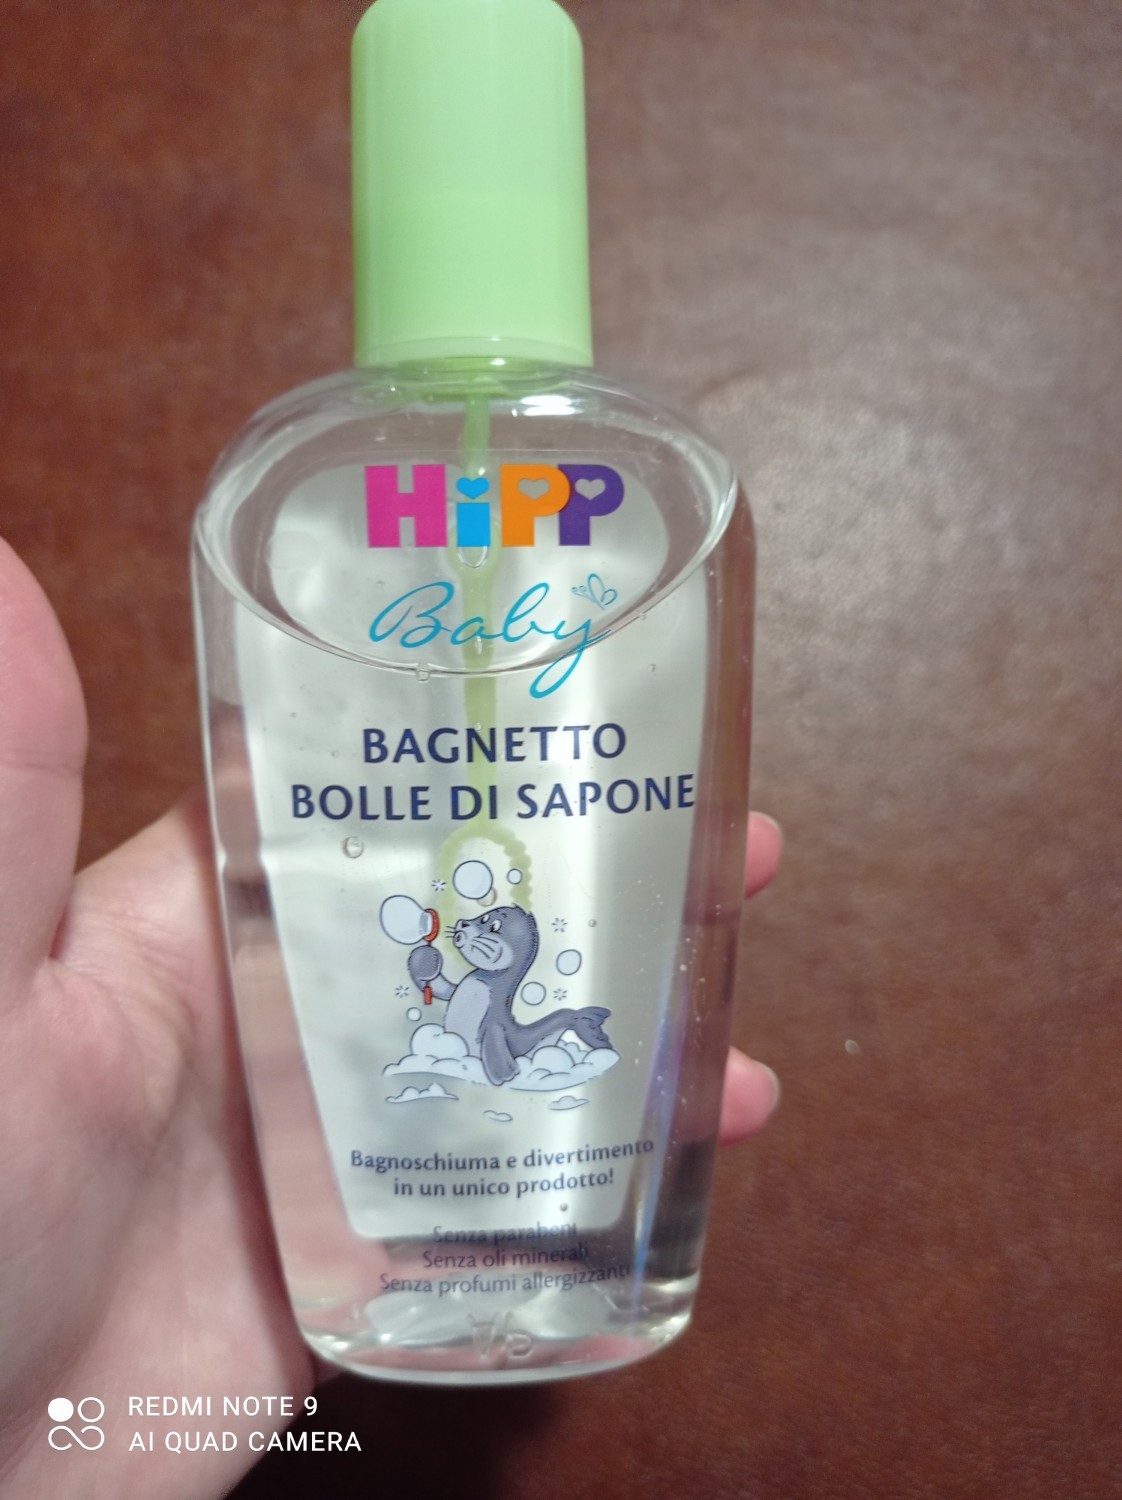 HiPP
Baby
BAGNETTO
BOLLE DI SAPONE
Bagnoschiuma e divertimento
in un unico prodotto!
Senza parabeni
Senza oli minerali
Senza profumi allergizzanti
REDMI NOTE 9
AI QUAD CAMERA